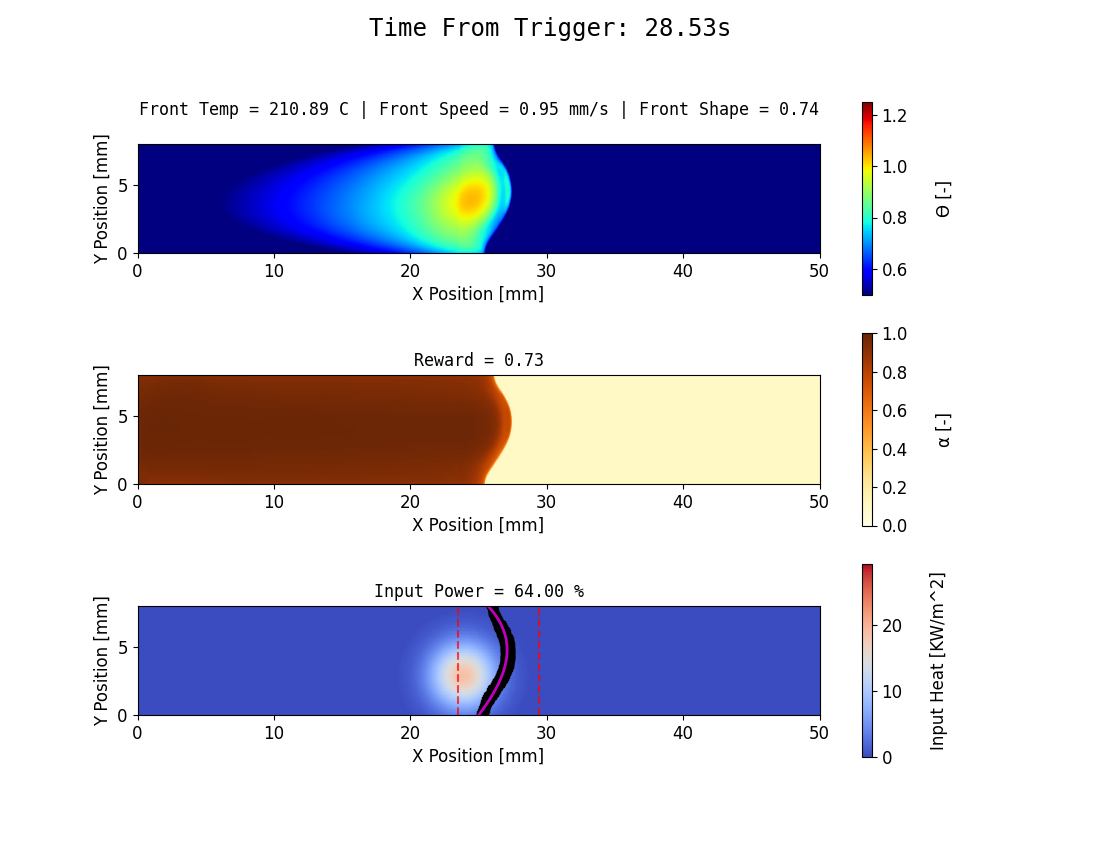 Time From Trigger: 28.53s
Front Temp = 210.89 C | Front Speed = 0.95 mm/s | Front Shape = 0.74
Y Position [mm]
5
0
0 10 20 30 40 50
X Position [mm]
1.2
1.0
0.8
0.6
Θ [-]
Reward = 0.73
Y Position [mm]
5
0
0 10 20 30 40 50
X Position [mm]
1.0
0.8
0.6
0.4
0.2
0.0
α [-]
Input Power = 64.00 %
Y Position [mm]
5
0
0 10 20 30 40 50
X Position [mm]
20
10
0
Input Heat [KW/m^2]